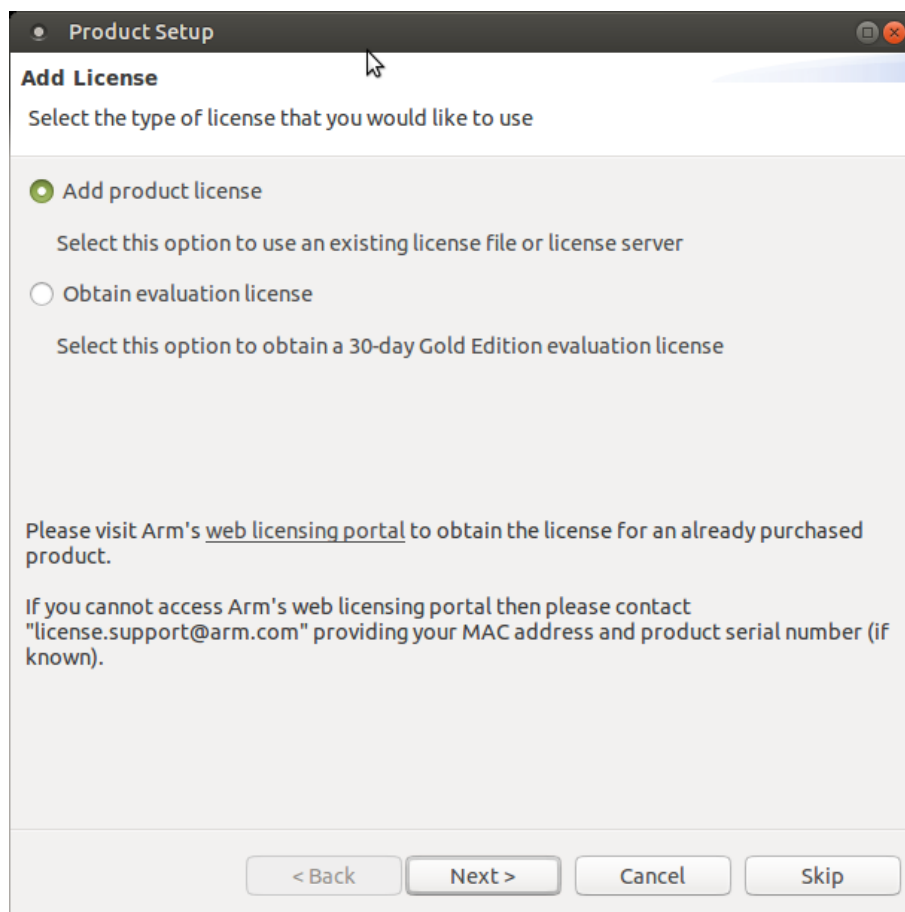 Product Setup
Add License
Select the type of license that you would like to use
Add product license
Select this option to use an existing license file or license server
Obtain evaluation license
Select this option to obtain a 30-day Gold Edition evaluation license
Please visit Arm's web licensing portal to obtain the license for an already purchased
product.
If you cannot access Arm's web licensing portal then please contact
"license.support@arm.com" providing your MAC address and product serial number (if
known).
< Back
Next >
Cancel
Skip